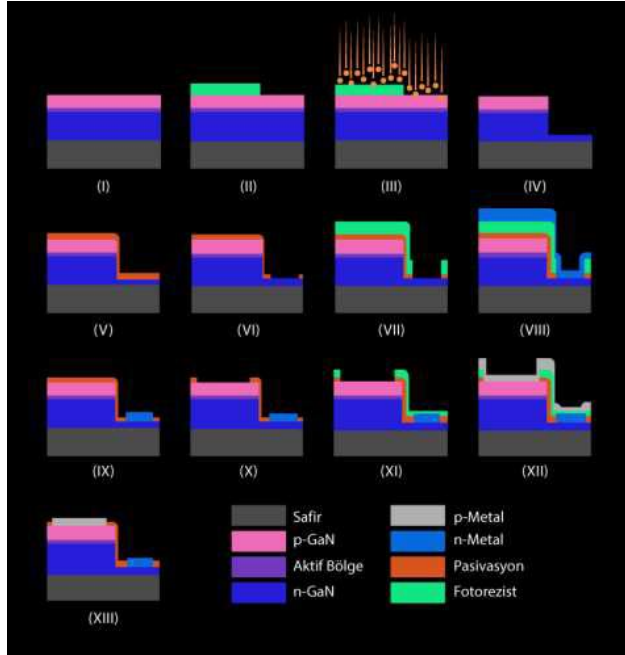 (I) (II) (III) (IV)
(V) (VI) (VII) (VIII)
(IX) (X) (XI) (XII)
Safir p-Metal
p-GaN n-Metal
Aktif Bölge Pasivasyon
n-GaN Fotorezist
(XIII)